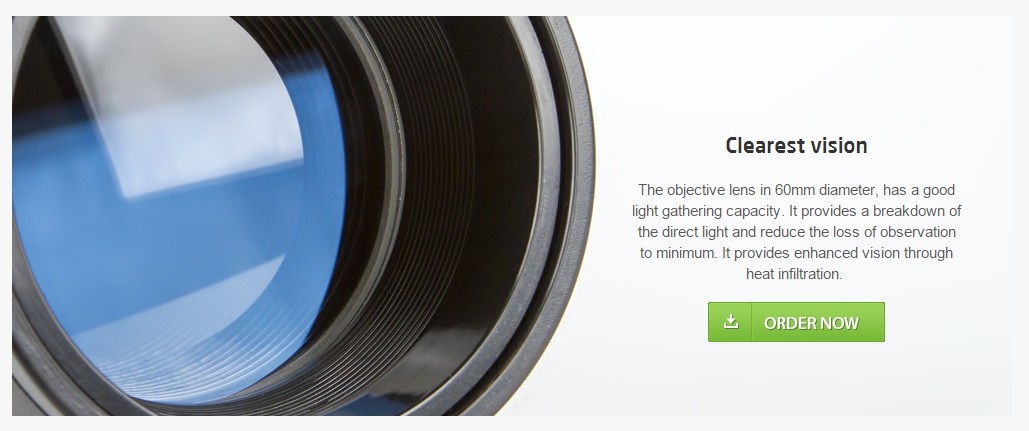 Clearest vision
The objective lens in 60mm diameter, has a good
light gathering capacity. It provides a breakdown of
the direct light and reduce the loss of observation
to minimum. It provides enhanced vision through
heat infiltration.
ORDER NOW